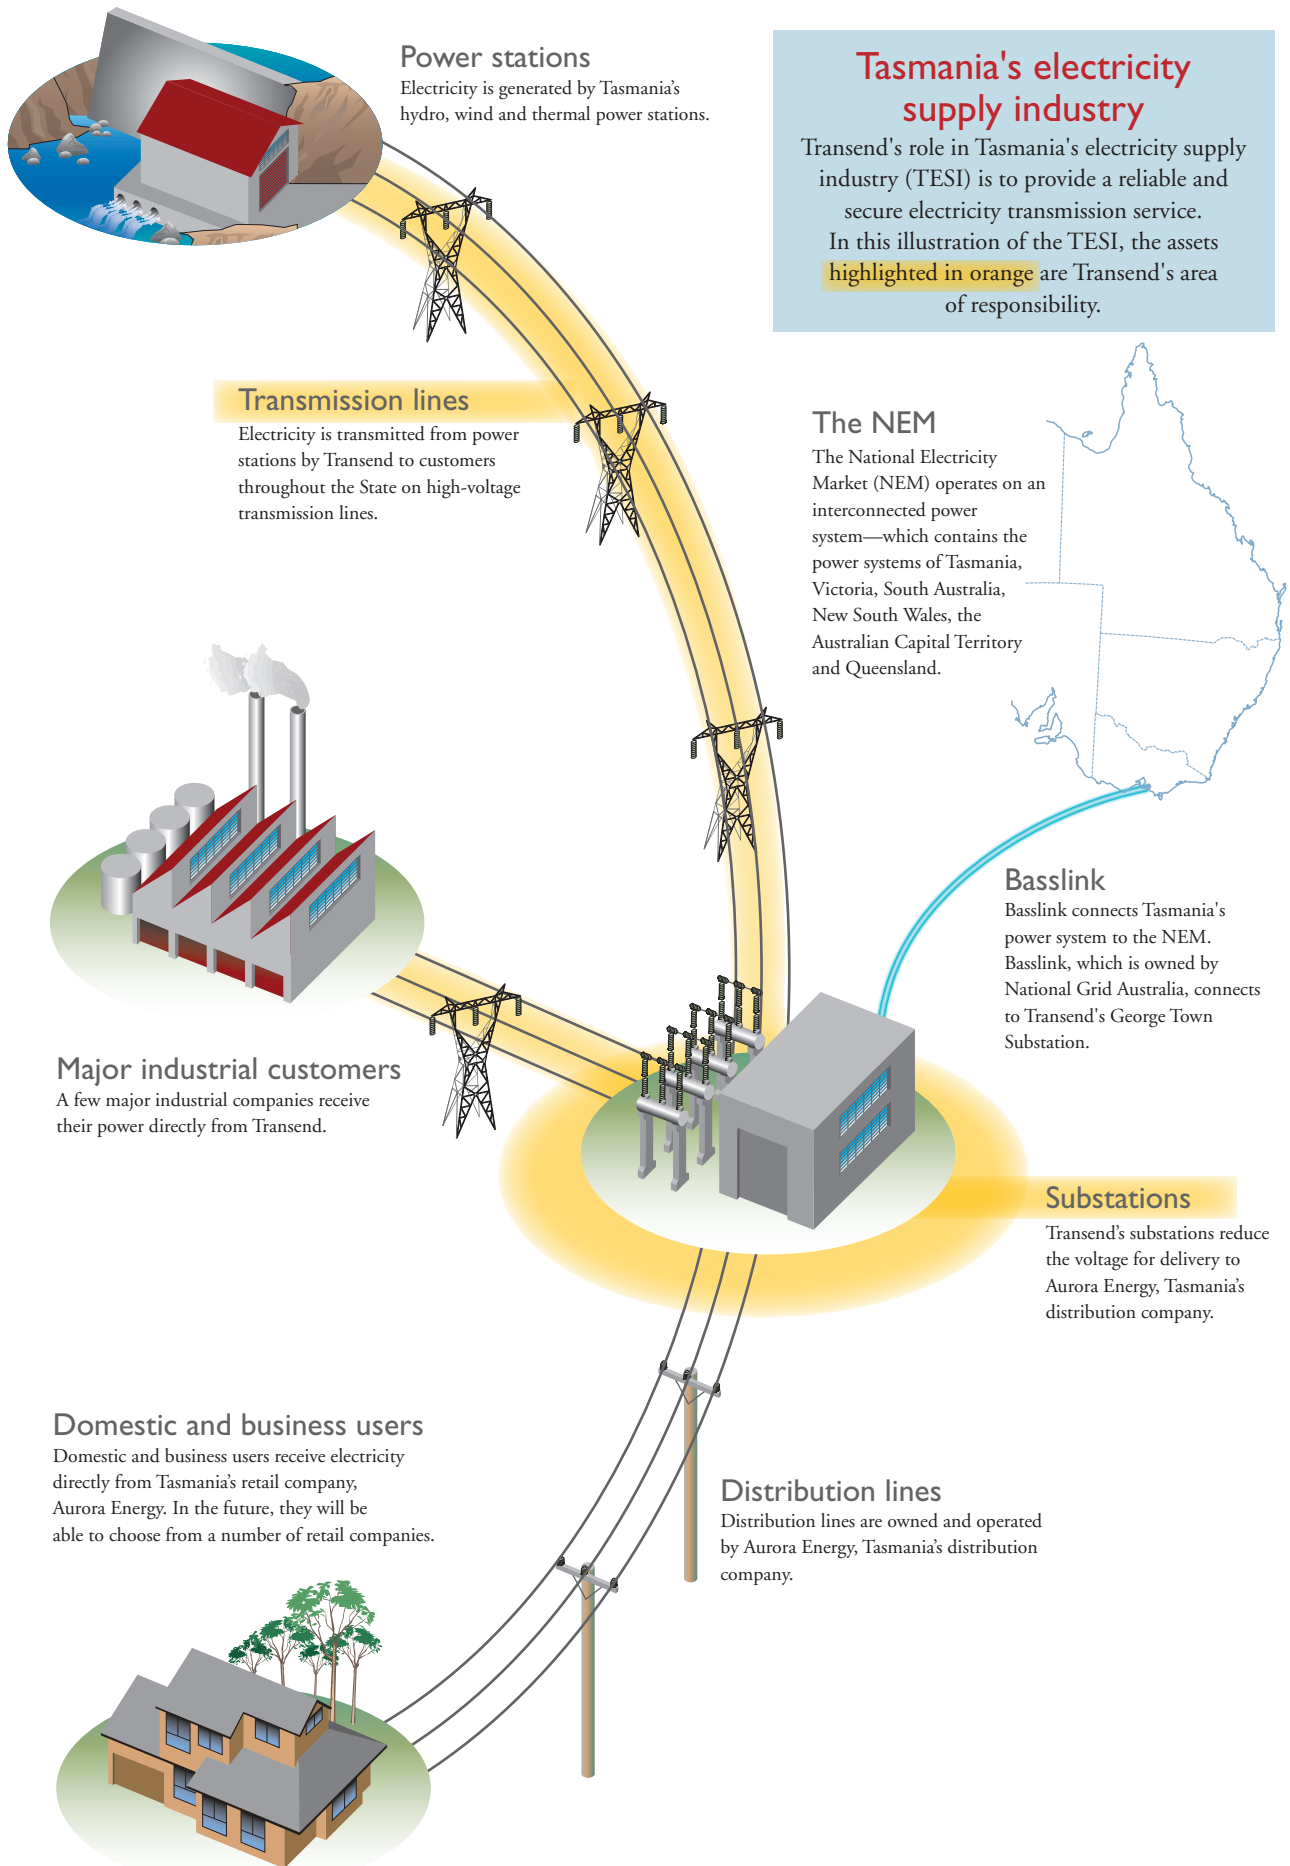 Power stations
Electricity is generated by Tasmania’s
hydro, wind and thermal power stations.
Tasmania's electricity
supply industry
Transend's role in Tasmania's electricity supply
industry (TESI) is to provide a reliable and
secure electricity transmission service.
In this illustration of the TESI, the assets
highlighted in orange are Transend's area
of responsibility.
Transmission lines
Electricity is transmitted from power
stations by Transend to customers
throughout the State on high-voltage
transmission lines.
The NEM
The National Electricity
Market (NEM) operates on an
interconnected power
system—which contains the
power systems of Tasmania,
Victoria, South Australia,
New South Wales, the
Australian Capital Territory
and Queensland.
Basslink
Basslink connects Tasmania's
power system to the NEM.
Basslink, which is owned by
National Grid Australia, connects
to Transend's George Town
Substation.
Major industrial customers
A few major industrial companies receive
their power directly from Transend.
Substations
Transend’s substations reduce
the voltage for delivery to
Aurora Energy, Tasmania’s
distribution company.
Domestic and business users
Domestic and business users receive electricity
directly from Tasmania’s retail company,
Aurora Energy. In the future, they will be
able to choose from a number of retail companies.
Distribution lines
Distribution lines are owned and operated
by Aurora Energy, Tasmania’s distribution
company.